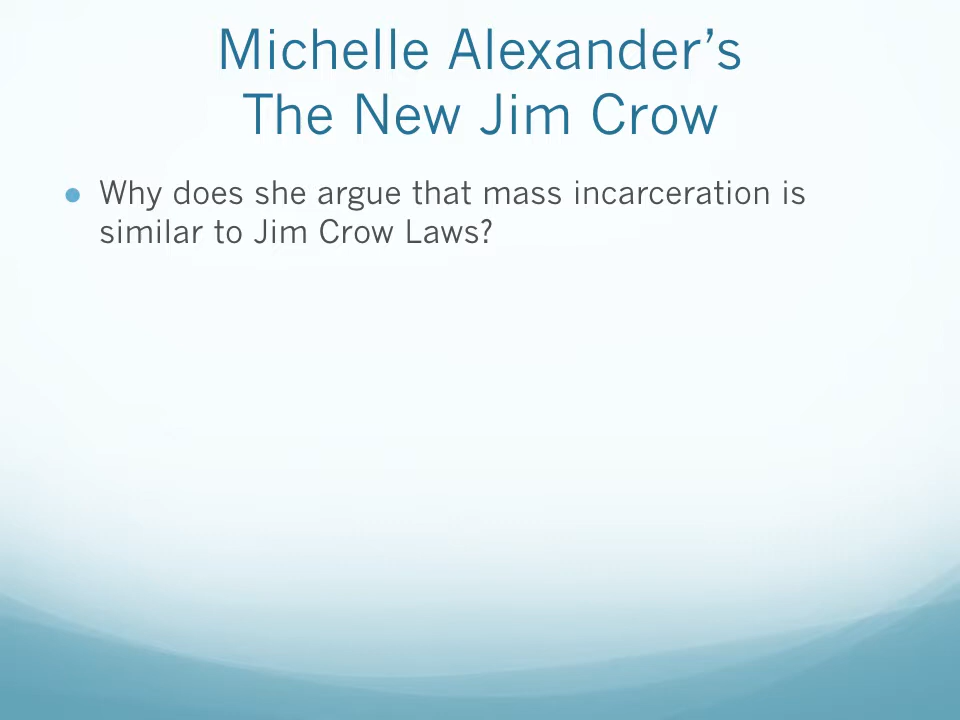 Michelle Alexander’s
The New Jim Crow
Why does she argue that mass incarceration is
similar to Jim Crow Laws?